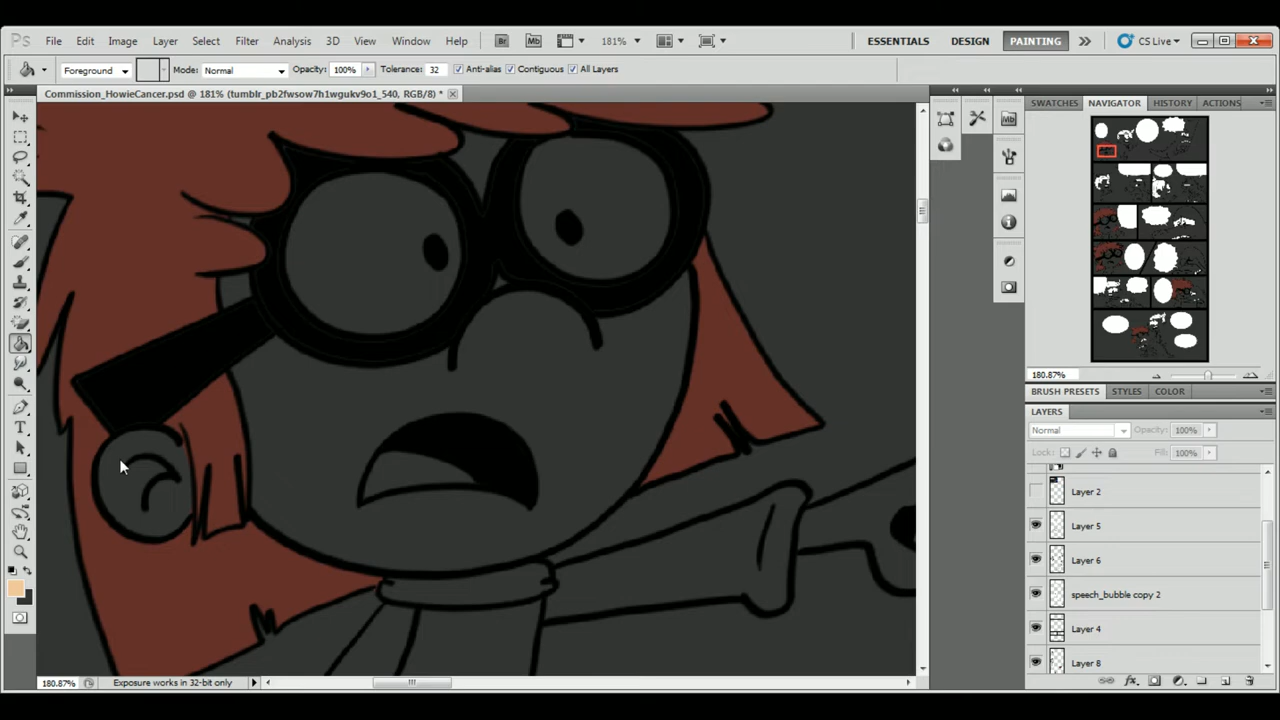 Ps File Edit Image Layer Select Filter Analysis 3D View Window Help Br Mb 181% ESSENTIALS DESIGN PAINTING CS Live
Foreground Mode: Normal Opacity: 100% Tolerance: 32 Anti-alias Contiguous All Layers
Commission_HowieCancer.psd @ 181% (tumblr_pb2fwsow7h1wgukv9o1_540, RGB/8) *
SWATCHES NAVIGATOR HISTORY ACTIONS
Mb
180.87%
BRUSH PRESETS STYLES COLOR
LAYERS
Normal Opacity: 100%
Lock: Fill: 100%
Layer 2
Layer 5
Layer 6
speech_bubble copy 2
Layer 4
Layer 8
180.87% Exposure works in 32-bit only